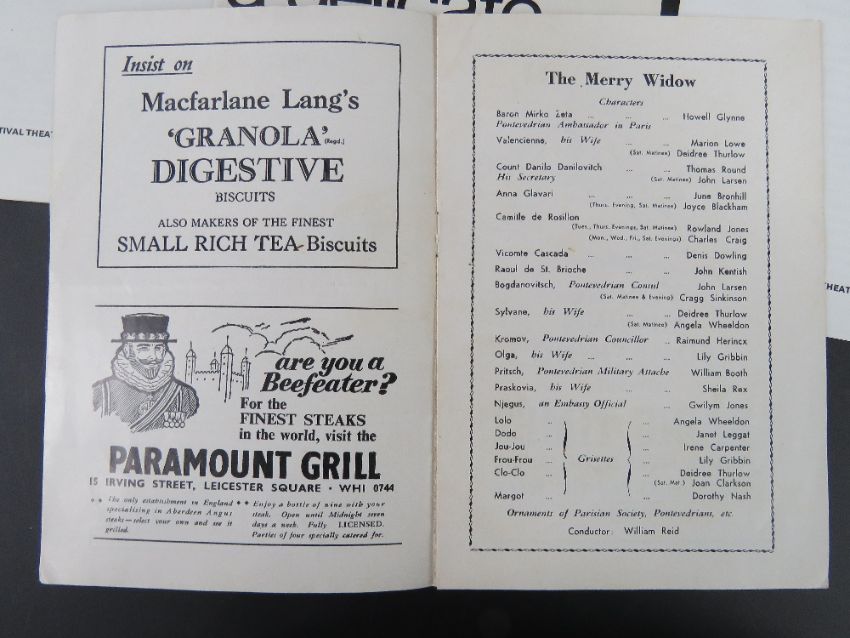 Insist on
Macfarlane Lang's
'GRANOLA' (Regd.)
DIGESTIVE
BISCUITS
ALSO MAKERS OF THE FINEST
SMALL RICH TEA Biscuits
are you a
Beefeater?
For the
FINEST STEAKS
in the world, visit the
PARAMOUNT GRILL
15 IRVING STREET, LEICESTER SQUARE · WHI 0744
** The only establishment in England
specialising in Aberdeen Angus
steaks—select your own and see it
grilled.
** Enjoy a bottle of wine with your
steak. Open until Midnight seven
days a week. Fully LICENSED.
Parties of four specially catered for.
The Merry Widow
Characters
Baron Mirko Zeta ... ... ... Howell Glynne
Pontevedrian Ambassador in Paris
Valencienne, his Wife ... ... Marion Lowe
(Sat. Matinee) Deidree Thurlow
Count Danilo Danilovitch ... Thomas Round
His Secretary (Sat. Matinee) John Larsen
Anna Glavari ... ... ... June Bronhill
(Thurs. Evening, Sat. Matinee) Joyce Blackham
Camille de Rosillon
(Tues., Thurs. Evenings, Sat. Matinee) Rowland Jones
(Mon., Wed., Fri., Sat. Evenings) Charles Craig
Vicomte Cascada ... ... Denis Dowling
Raoul de St. Brioche ... ... John Kentish
Bogdanovitsch, Pontevedrian Consul John Larsen
(Sat. Matinee & Evening) Cragg Sinkinson
Sylvane, his Wife ... ... Deidree Thurlow
(Sat. Matinee) Angela Wheeldon
Kromov, Pontevedrian Councillor ... Raimund Herincx
Olga, his Wife ... ... ... Lily Gribbin
Pritsch, Pontevedrian Military Attache William Booth
Praskovia, his Wife ... ... Sheila Rex
Njegus, an Embassy Official ... Gwilym Jones
Lolo ... ... Angela Wheeldon
Dodo ... ... Janet Leggat
Jou-Jou ... ... Irene Carpenter
Frou-Frou ... Grisettes ... Lily Gribbin
Clo-Clo ... ... Deidree Thurlow
(Sat. Mat.) Joan Clarkson
Margot ... ... Dorothy Nash
Ornaments of Parisian Society, Pontevedrians, etc.
Conductor: William Reid